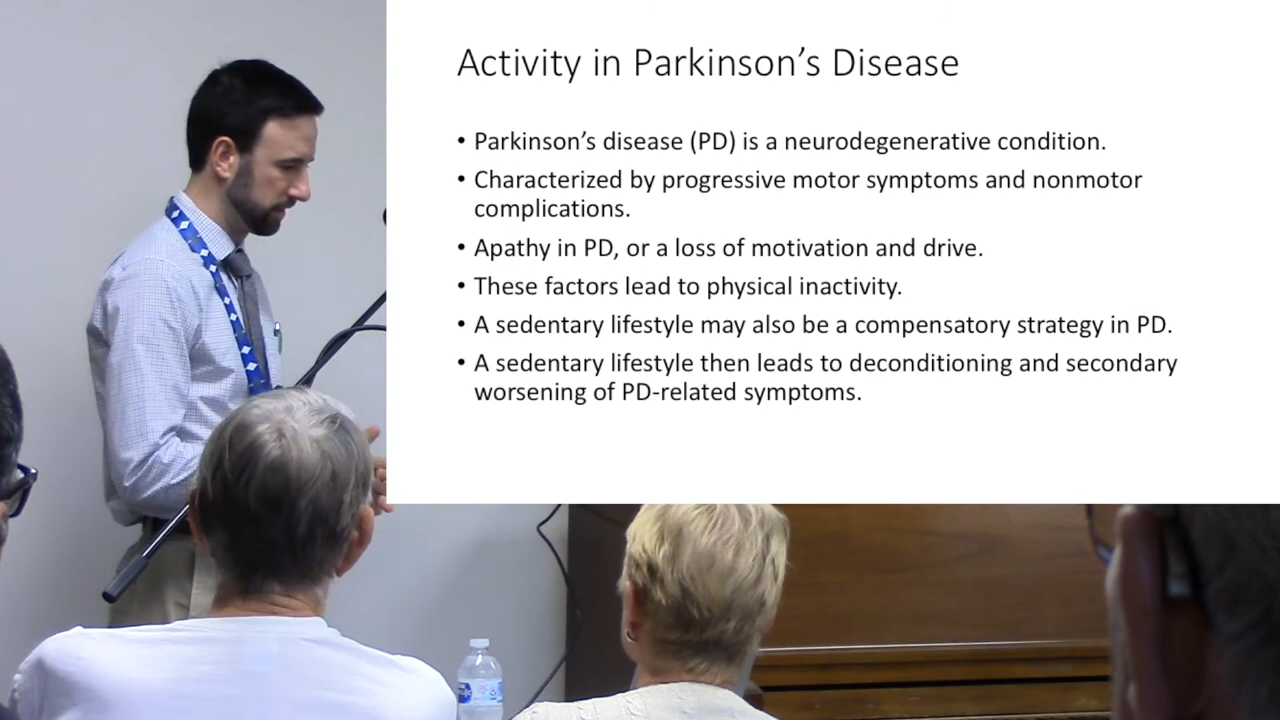 Activity in Parkinson’s Disease
• Parkinson’s disease (PD) is a neurodegenerative condition.
• Characterized by progressive motor symptoms and nonmotor
complications.
• Apathy in PD, or a loss of motivation and drive.
• These factors lead to physical inactivity.
• A sedentary lifestyle may also be a compensatory strategy in PD.
• A sedentary lifestyle then leads to deconditioning and secondary
worsening of PD-related symptoms.